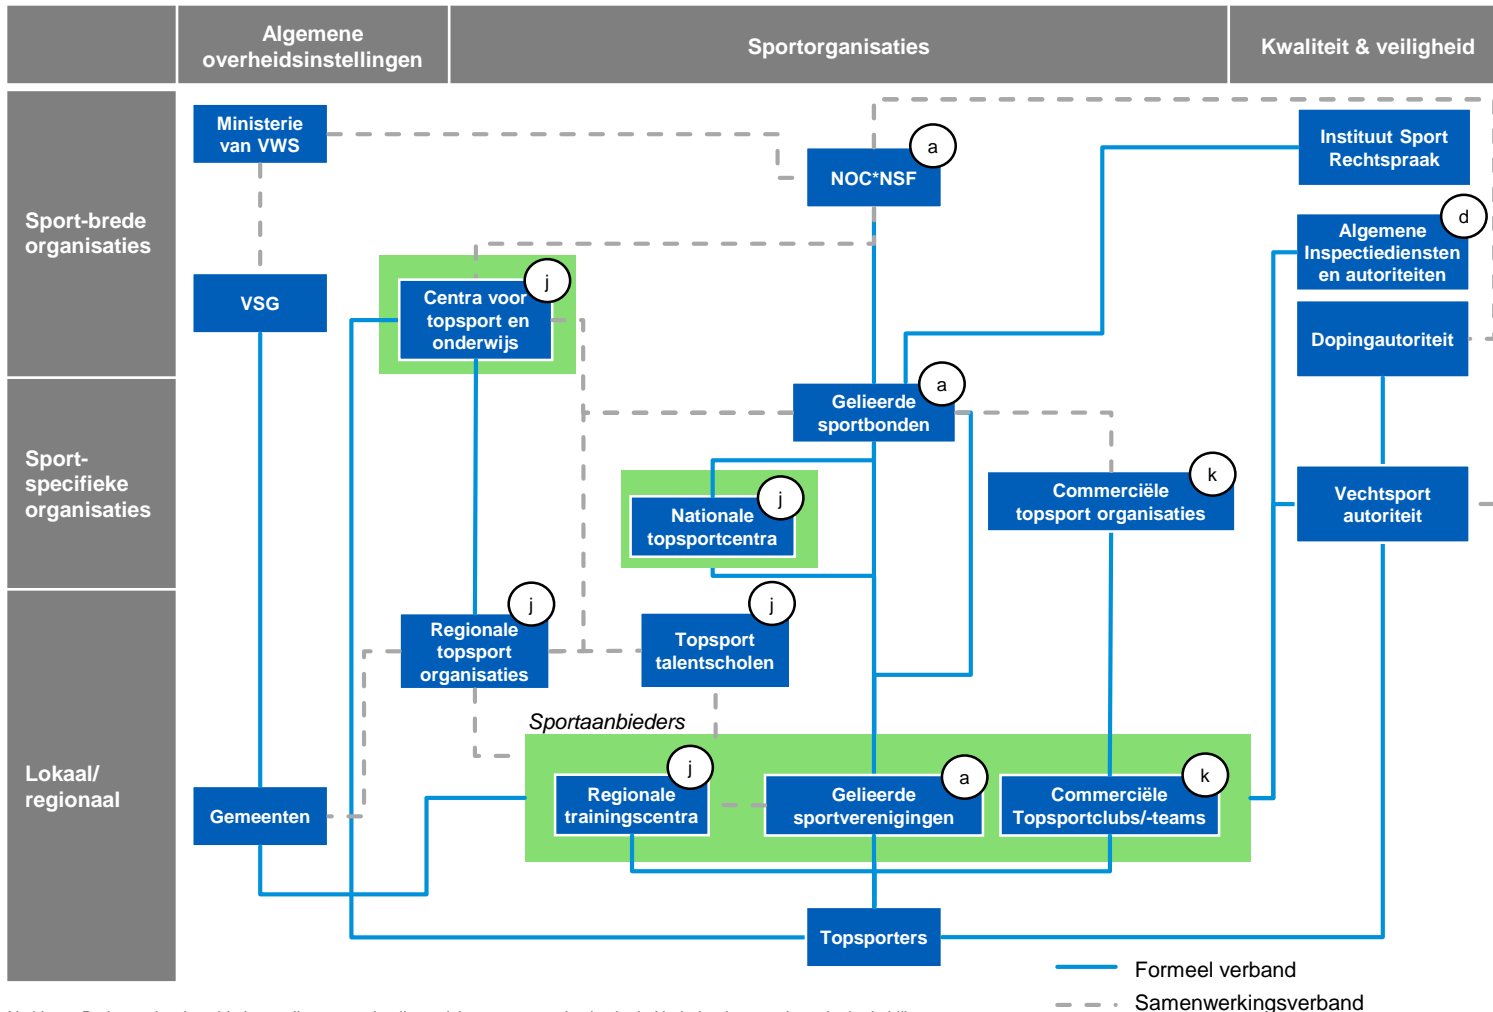 Algemene
overheidsinstellingen
Sportorganisaties
Kwaliteit & veiligheid
Sport-brede
organisaties
Ministerie
van VWS
NOC*NSF
a
Instituut Sport
Rechtspraak
Algemene
Inspectiediensten
en autoriteiten
d
VSG
Centra voor
topsport en
onderwijs
j
Dopingautoriteit
Sport-
specifieke
organisaties
Gelieerde
sportbonden
a
Nationale
topsportcentra
j
Commerciële
topsport organisaties
k
Vechtsport
autoriteit
Lokaal/
regionaal
Regionale
topsport
organisaties
j
Topsport
talentscholen
j
Sportaanbieders
Gemeenten
Regionale
trainingscentra
j
Gelieerde
sportverenigingen
a
Commerciële
Topsportclubs/-teams
k
Topsporters
Formeel verband
Samenwerkingsverband